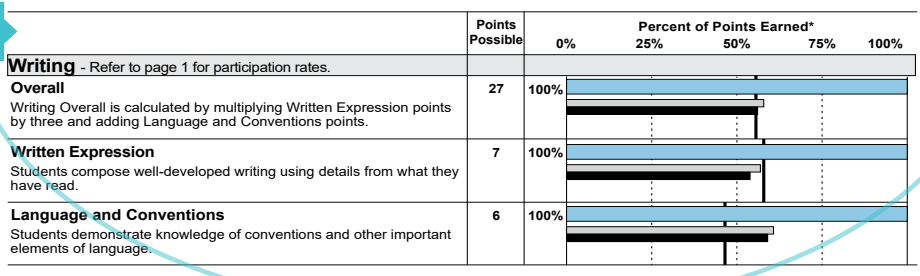 Points Possible
Percent of Points Earned*
0% 25% 50% 75% 100%
Writing - Refer to page 1 for participation rates.
Overall 27 100%
Writing Overall is calculated by multiplying Written Expression points
by three and adding Language and Conventions points.
Written Expression 7 100%
Students compose well-developed writing using details from what they
have read.
Language and Conventions 6 100%
Students demonstrate knowledge of conventions and other important
elements of language.